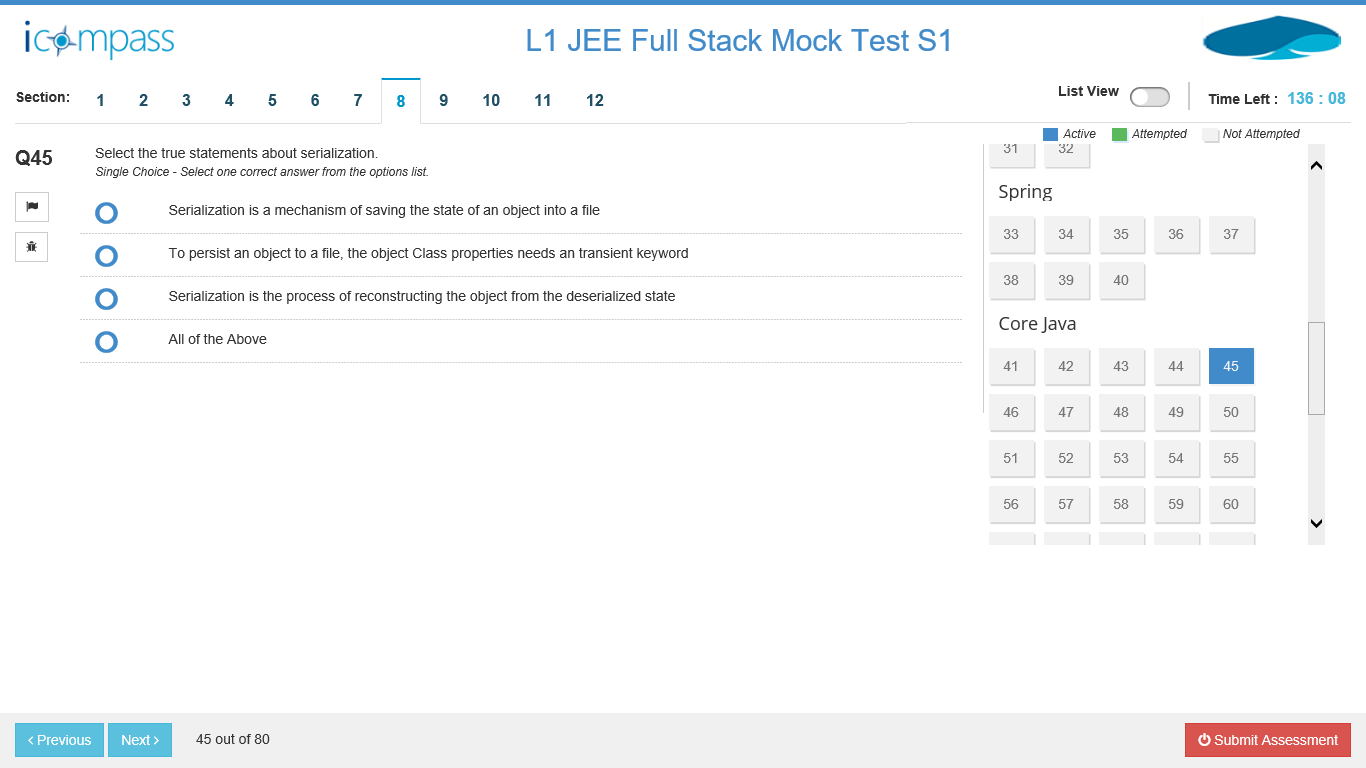 icompass
L1 JEE Full Stack Mock Test S1
Section:
1 2 3 4 5 6 7 8 9 10 11 12
List View
Time Left : 136 : 08
Active Attempted Not Attempted
Q45
Select the true statements about serialization.
Single Choice - Select one correct answer from the options list.
Serialization is a mechanism of saving the state of an object into a file
To persist an object to a file, the object Class properties needs an transient keyword
Serialization is the process of reconstructing the object from the deserialized state
All of the Above
31 32
Spring
33 34 35 36 37
38 39 40
Core Java
41 42 43 44 45
46 47 48 49 50
51 52 53 54 55
56 57 58 59 60
‹ Previous
Next ›
45 out of 80
Submit Assessment